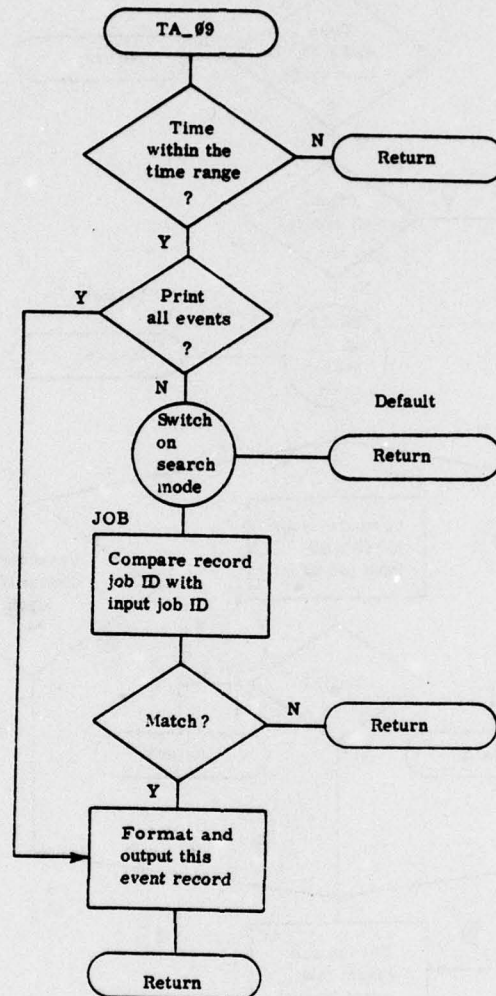 TA_Ø9
Time
within the
time range
?
N
Return
Y
Y
Print
all events
?
N
Default
Switch
on
search
mode
Return
JOB
Compare record
job ID with
input job ID
Match?
N
Return
Y
Format and
output this
event record
Return